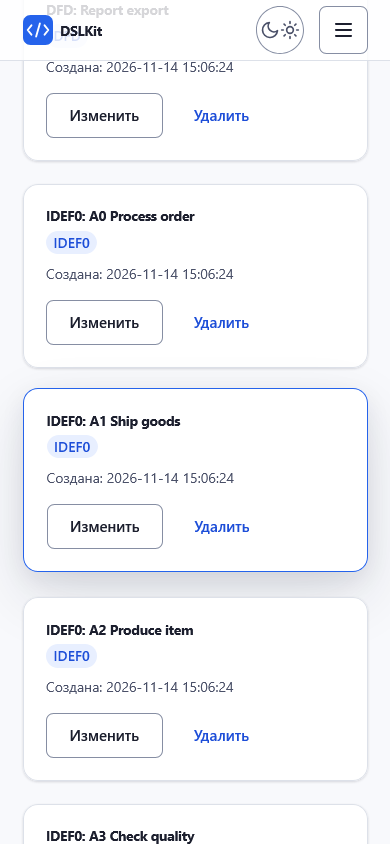 DFD: Report export
DSLKit
DFD
Создана: 2026-11-14 15:06:24
Изменить
Удалить
IDEF0: A0 Process order
IDEF0
Создана: 2026-11-14 15:06:24
Изменить
Удалить
IDEF0: A1 Ship goods
IDEF0
Создана: 2026-11-14 15:06:24
Изменить
Удалить
IDEF0: A2 Produce item
IDEF0
Создана: 2026-11-14 15:06:24
Изменить
Удалить
IDEF0: A3 Check quality